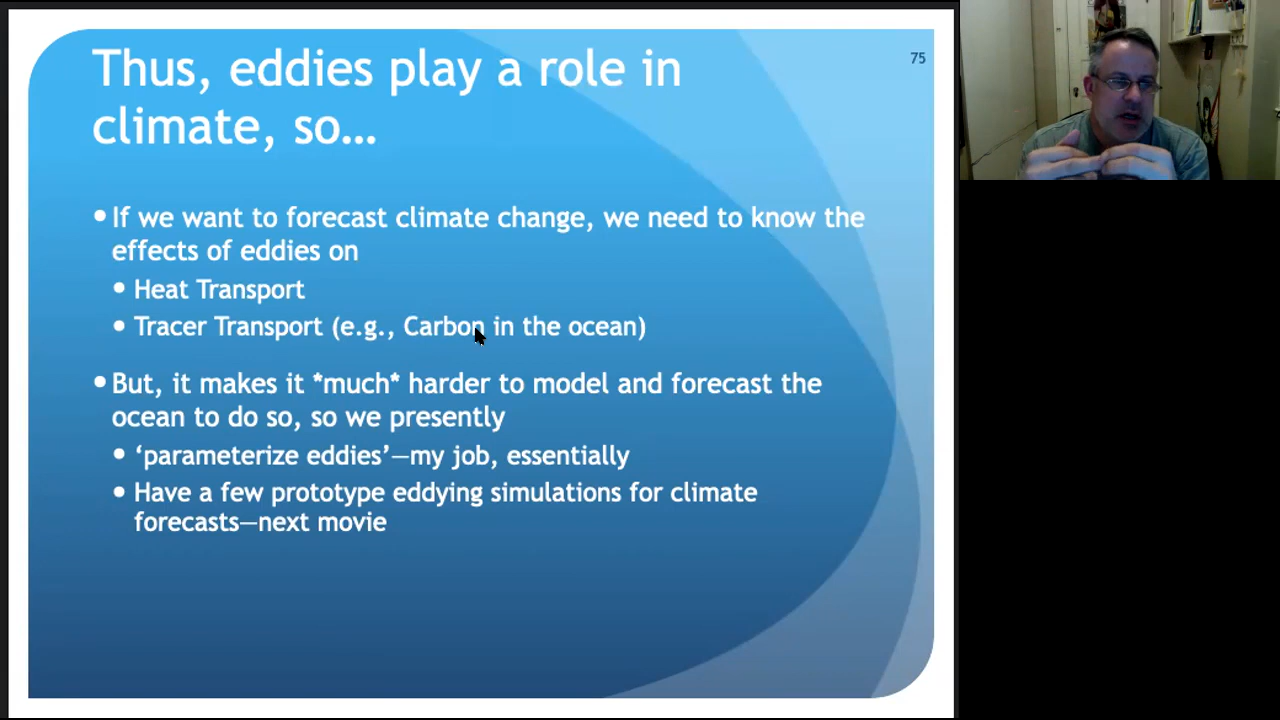 75
Thus, eddies play a role in
climate, so…
• If we want to forecast climate change, we need to know the
effects of eddies on
• Heat Transport
• Tracer Transport (e.g., Carbon in the ocean)
• But, it makes it *much* harder to model and forecast the
ocean to do so, so we presently
• ‘parameterize eddies’—my job, essentially
• Have a few prototype eddying simulations for climate
forecasts—next movie